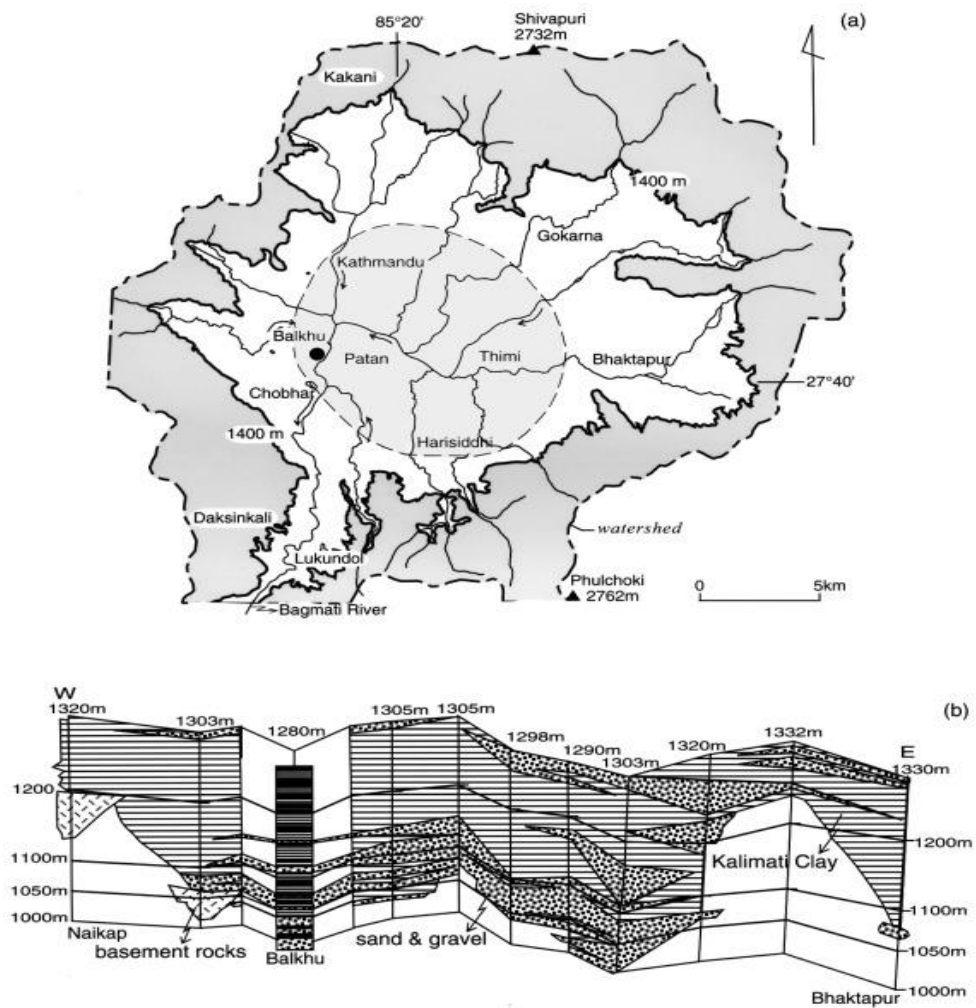 Shivapuri
2732m
(a)
85°20'
Kakani
1400 m
Gokarna
Kathmandu
Balkhu
Patan
Thimi
Bhaktapur
27°40'
Chobhar
1400 m
Harisiddhi
Daksinkali
watershed
Lukundol
Phulchoki
2762m
0
5km
Bagmati River
W
(b)
1320m
1303m
1280m
1305m
1305m
1298m
1290m
1303m
1320m
1332m
E
1330m
1200
1200m
Kalimati Clay
1100m
1100m
1050m
1050m
1000m
1000m
Naikap
basement rocks
Balkhu
sand & gravel
Bhaktapur